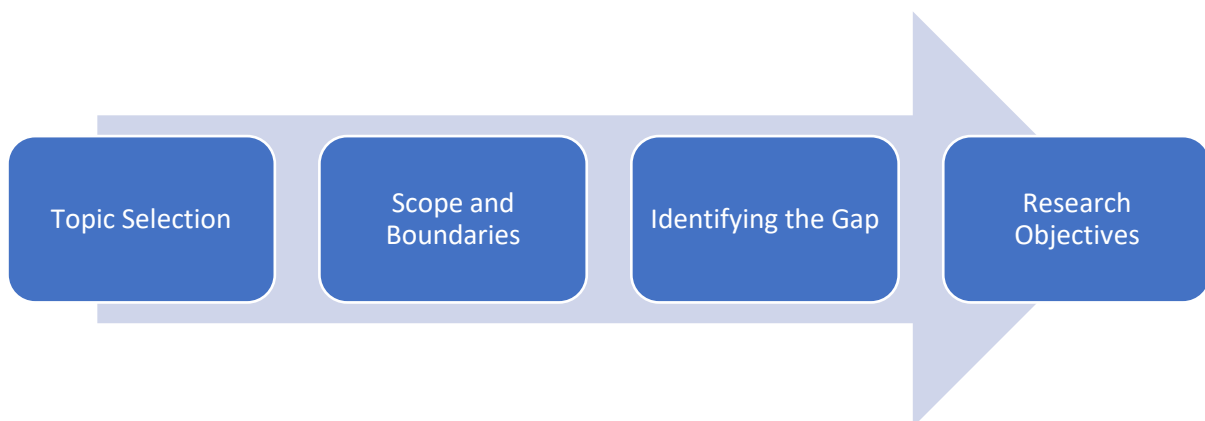 Topic Selection
Scope and
Boundaries
Identifying the Gap
Research
Objectives